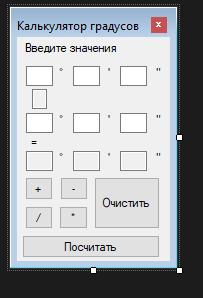 Калькулятор градусов x
Введите значения
° ' "
° ' "
=
° ' "
+ -
Очистить
/ *
Посчитать